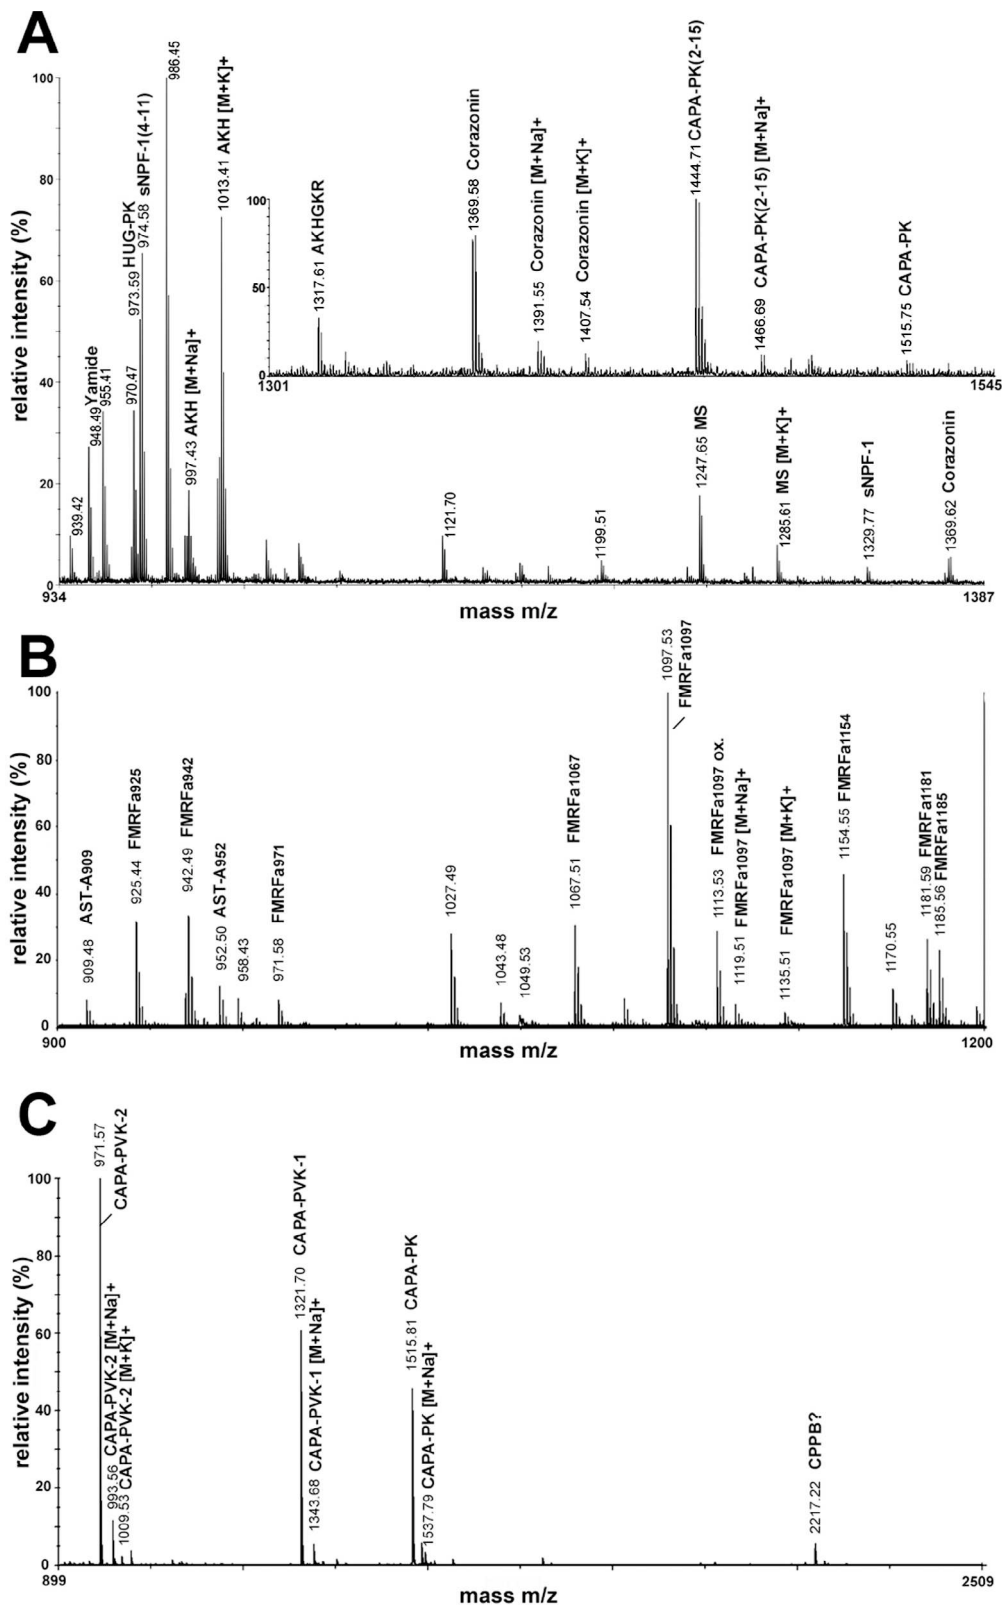 A
relative intensity (%)
100
80
60
40
20
0
934
1387
mass m/z
939.42
948.49 Yamide
955.41
970.47
973.59 HUG-PK
974.58 sNPF-1(4-11)
986.45
997.43 AKH [M+Na]+
1013.41 AKH [M+K]+
1121.70
1199.51
1247.65 MS
1285.61 MS [M+K]+
1329.77 sNPF-1
1369.62 Corazonin
100
50
0
1301
1545
1317.61 AKHGKR
1369.58 Corazonin
1391.55 Corazonin [M+Na]+
1407.54 Corazonin [M+K]+
1444.71 CAPA-PK(2-15)
1466.69 CAPA-PK(2-15) [M+Na]+
1515.75 CAPA-PK
B
relative intensity (%)
100
80
60
40
20
0
900
1200
mass m/z
909.48 AST-A909
925.44 FMRFa925
942.49 FMRFa942
952.50 AST-A952
958.43
971.58 FMRFa971
1027.49
1043.48
1049.53
1067.51 FMRFa1067
1097.53
FMRFa1097
1113.53 FMRFa1097 ox.
1119.51 FMRFa1097 [M+Na]+
1135.51 FMRFa1097 [M+K]+
1154.55 FMRFa1154
1170.55
1181.59 FMRFa1181
1185.56 FMRFa1185
C
relative intensity (%)
100
80
60
40
20
0
899
2509
mass m/z
971.57
CAPA-PVK-2
993.56 CAPA-PVK-2 [M+Na]+
1009.53 CAPA-PVK-2 [M+K]+
1321.70 CAPA-PVK-1
1343.68 CAPA-PVK-1 [M+Na]+
1515.81 CAPA-PK
1537.79 CAPA-PK [M+Na]+
2217.22 CPPB?